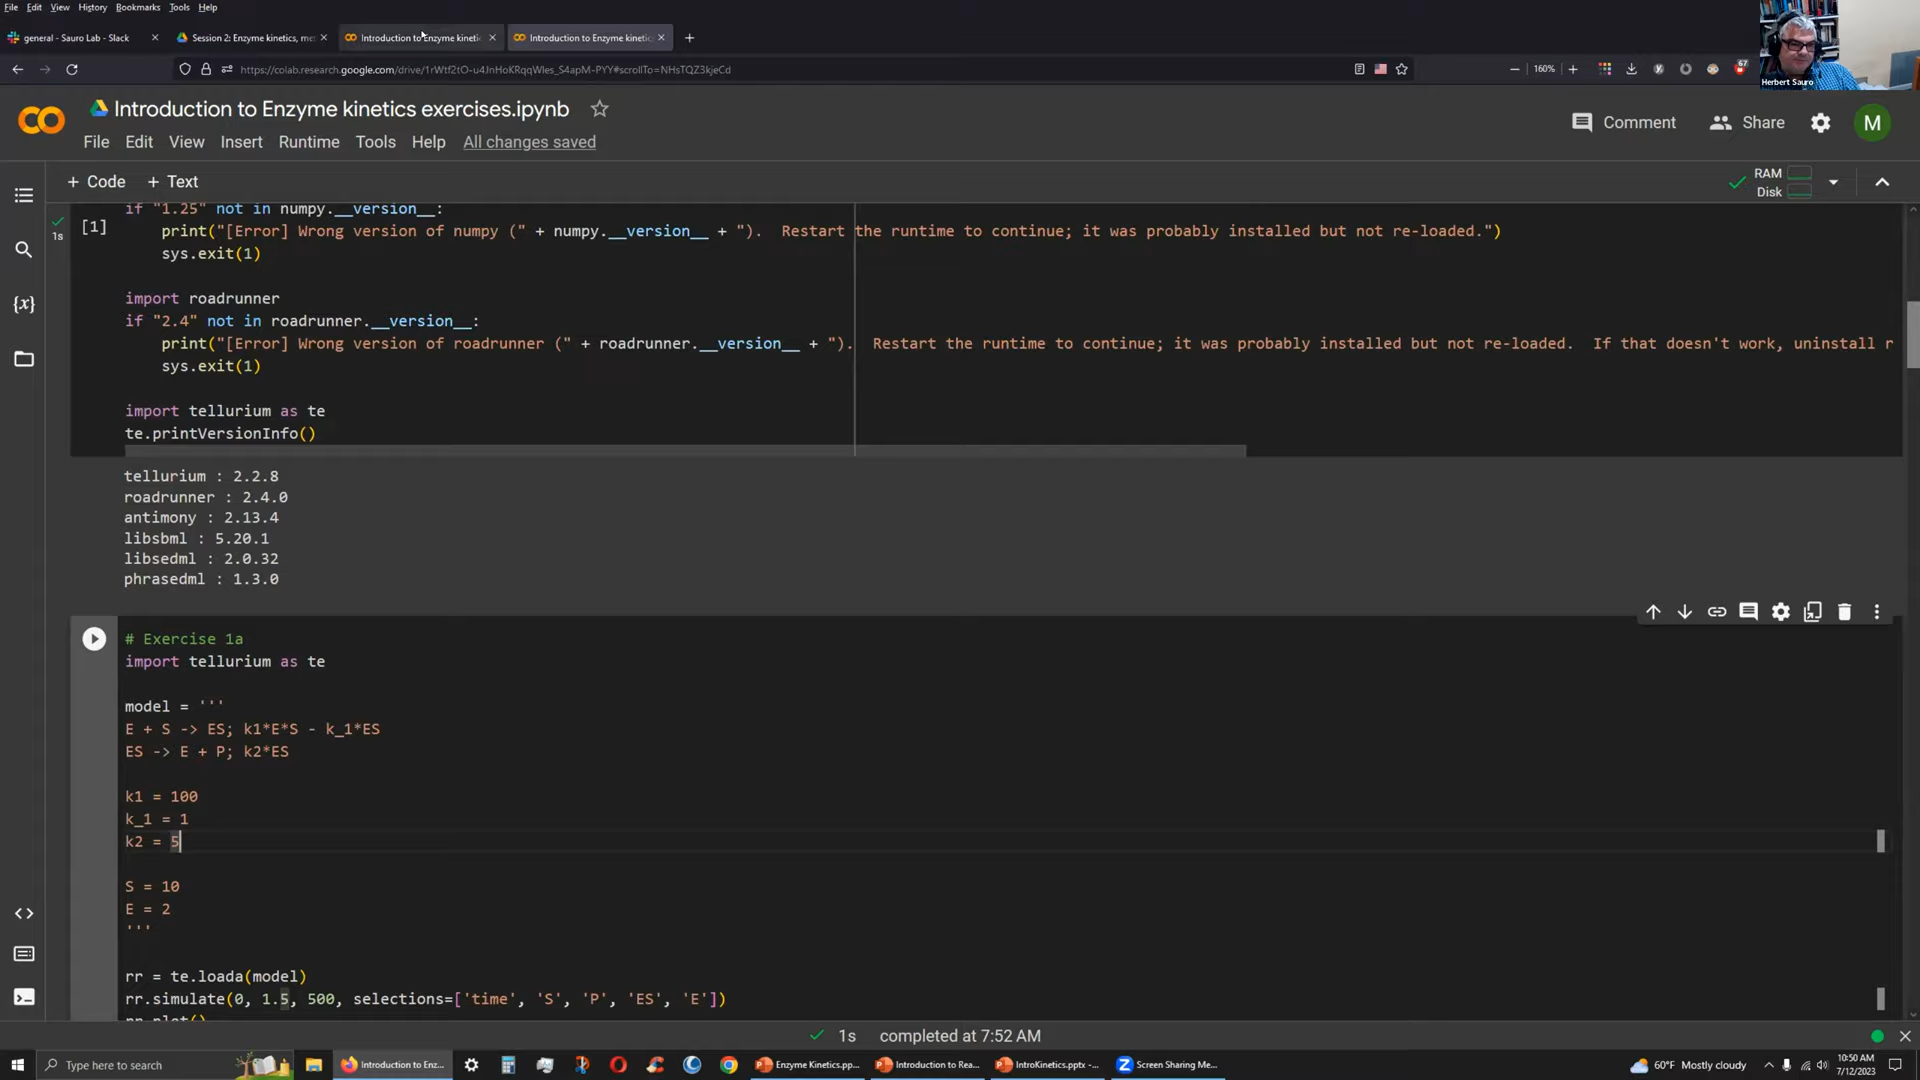 File Edit View History Bookmarks Tools Help
general - Sauro Lab - Slack
Session 2: Enzyme kinetics, me
Introduction to Enzyme kineti
Introduction to Enzyme kinetic
https://colab.research.google.com/drive/1rWtf2tO-u4JnHoKRqqWles_S4apM-PYY#scrollTo=NHsTQZ3kjeCd
160%
67
Herbert Sauro
Introduction to Enzyme kinetics exercises.ipynb
File Edit View Insert Runtime Tools Help All changes saved
Comment
Share
M
+ Code + Text
RAM
Disk
[1]
1s
if "1.25" not in numpy.__version__:
print("[Error] Wrong version of numpy (" + numpy.__version__ + ").  Restart the runtime to continue; it was probably installed but not re-loaded.")
sys.exit(1)
import roadrunner
if "2.4" not in roadrunner.__version__:
print("[Error] Wrong version of roadrunner (" + roadrunner.__version__ + ").  Restart the runtime to continue; it was probably installed but not re-loaded.  If that doesn't work, uninstall r
sys.exit(1)
import tellurium as te
te.printVersionInfo()
tellurium : 2.2.8
roadrunner : 2.4.0
antimony : 2.13.4
libsbml : 5.20.1
libsedml : 2.0.32
phrasedml : 1.3.0
# Exercise 1a
import tellurium as te
model = '''
E + S -> ES; k1*E*S - k_1*ES
ES -> E + P; k2*ES
k1 = 100
k_1 = 1
k2 = 5
S = 10
E = 2
'''
rr = te.loada(model)
rr.simulate(0, 1.5, 500, selections=['time', 'S', 'P', 'ES', 'E'])
rr.plot()
1s completed at 7:52 AM
Type here to search
Introduction to Enz...
Enzyme Kinetics.pp...
Introduction to Rea...
IntroKinetics.pptx -...
Screen Sharing Me...
60°F Mostly cloudy
10:50 AM
7/12/2023